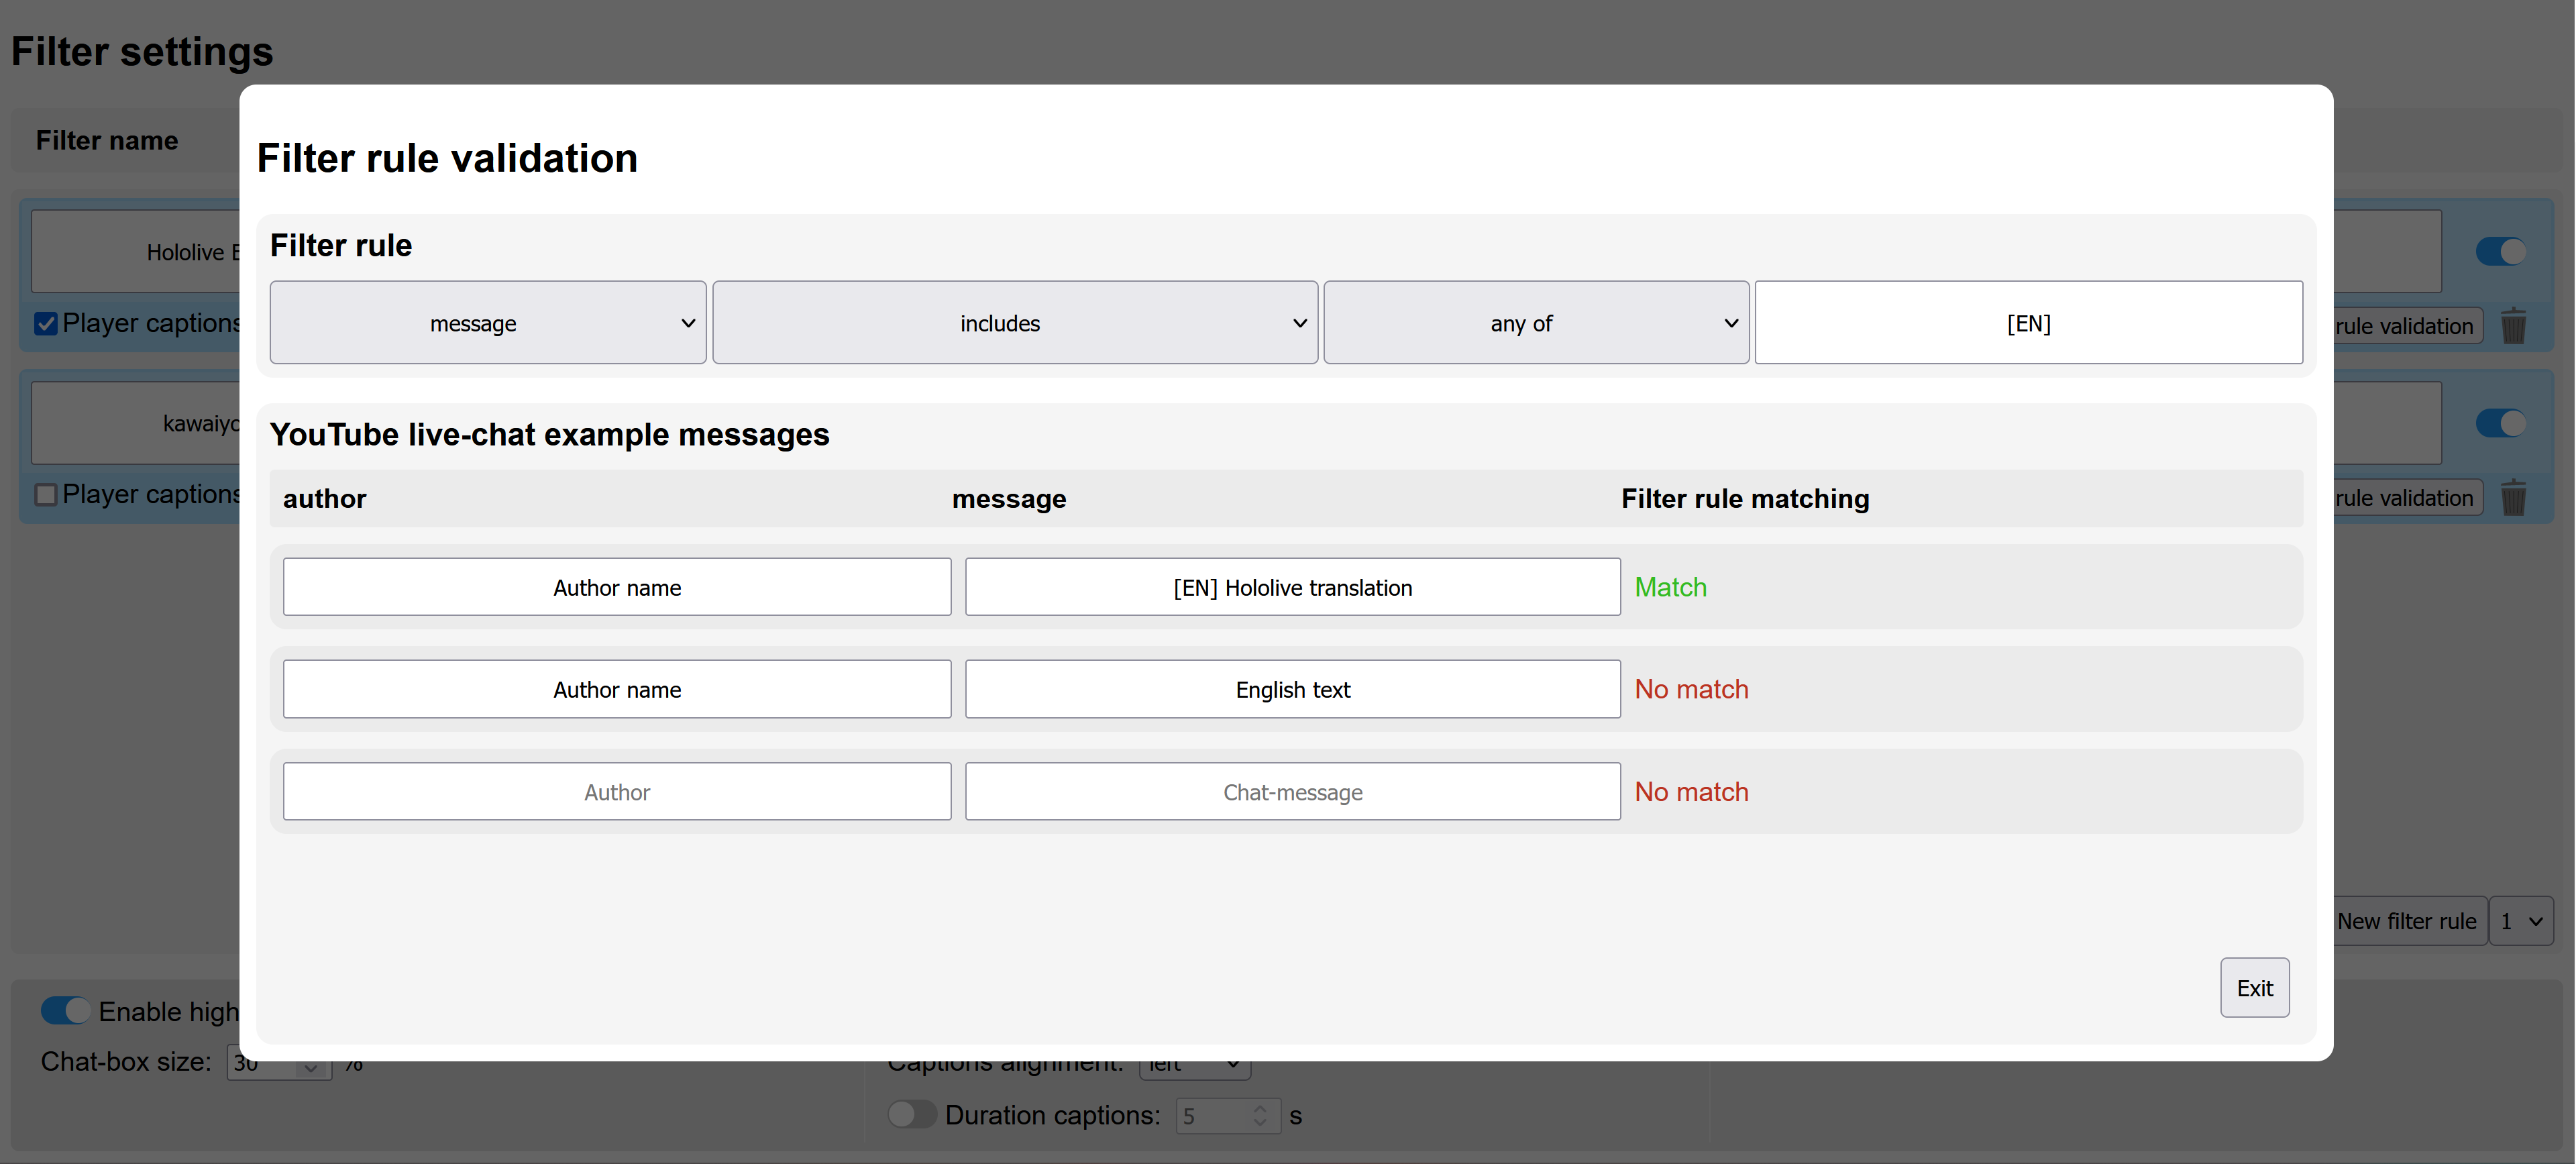 Filter settings
Filter name
Filter rule validation
Filter rule
message includes any of [EN]
YouTube live-chat example messages
author message Filter rule matching
Author name [EN] Hololive translation Match
Author name English text No match
Author Chat-message No match
Exit
Hololive
Player captions
rule validation
Player captions
rule validation
New filter rule 1
Enable
Chat-box size: 30 %
Captions alignment: left
Duration captions: 5 s